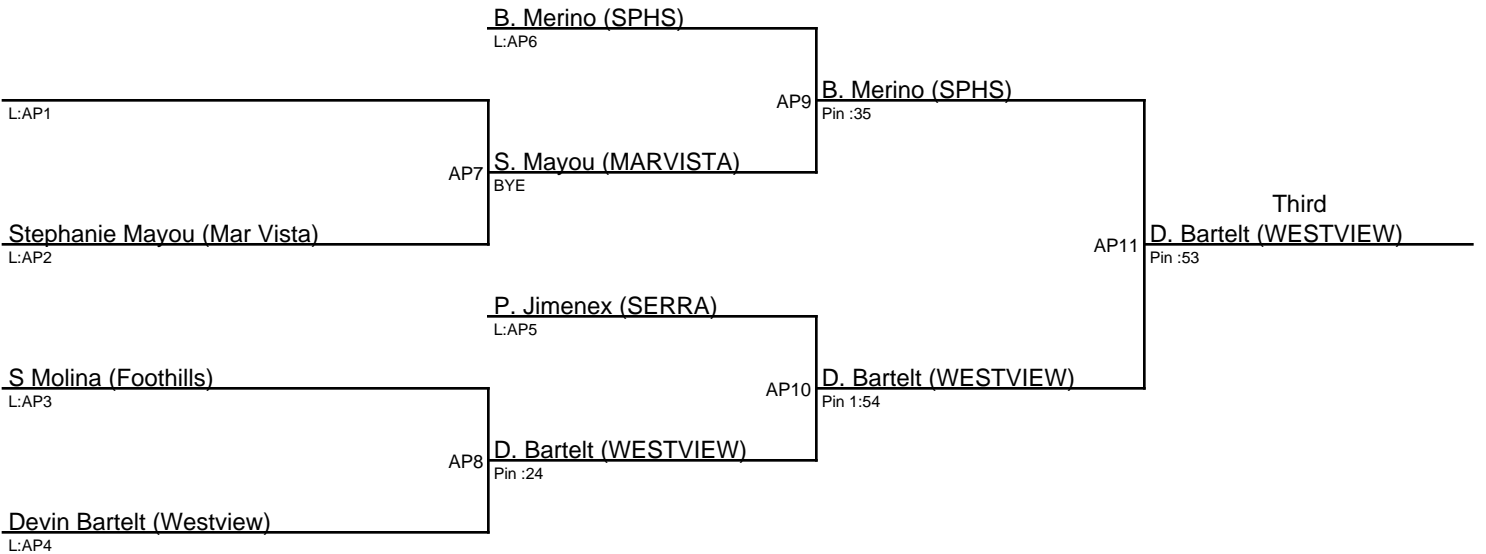 B. Merino (SPHS)
L:AP6
L:AP1
AP9
B. Merino (SPHS)
Pin :35
AP7
S. Mayou (MARVISTA)
BYE
Stephanie Mayou (Mar Vista)
L:AP2
Third
AP11
D. Bartelt (WESTVIEW)
Pin :53
P. Jimenex (SERRA)
L:AP5
S Molina (Foothills)
L:AP3
AP10
D. Bartelt (WESTVIEW)
Pin 1:54
AP8
D. Bartelt (WESTVIEW)
Pin :24
Devin Bartelt (Westview)
L:AP4